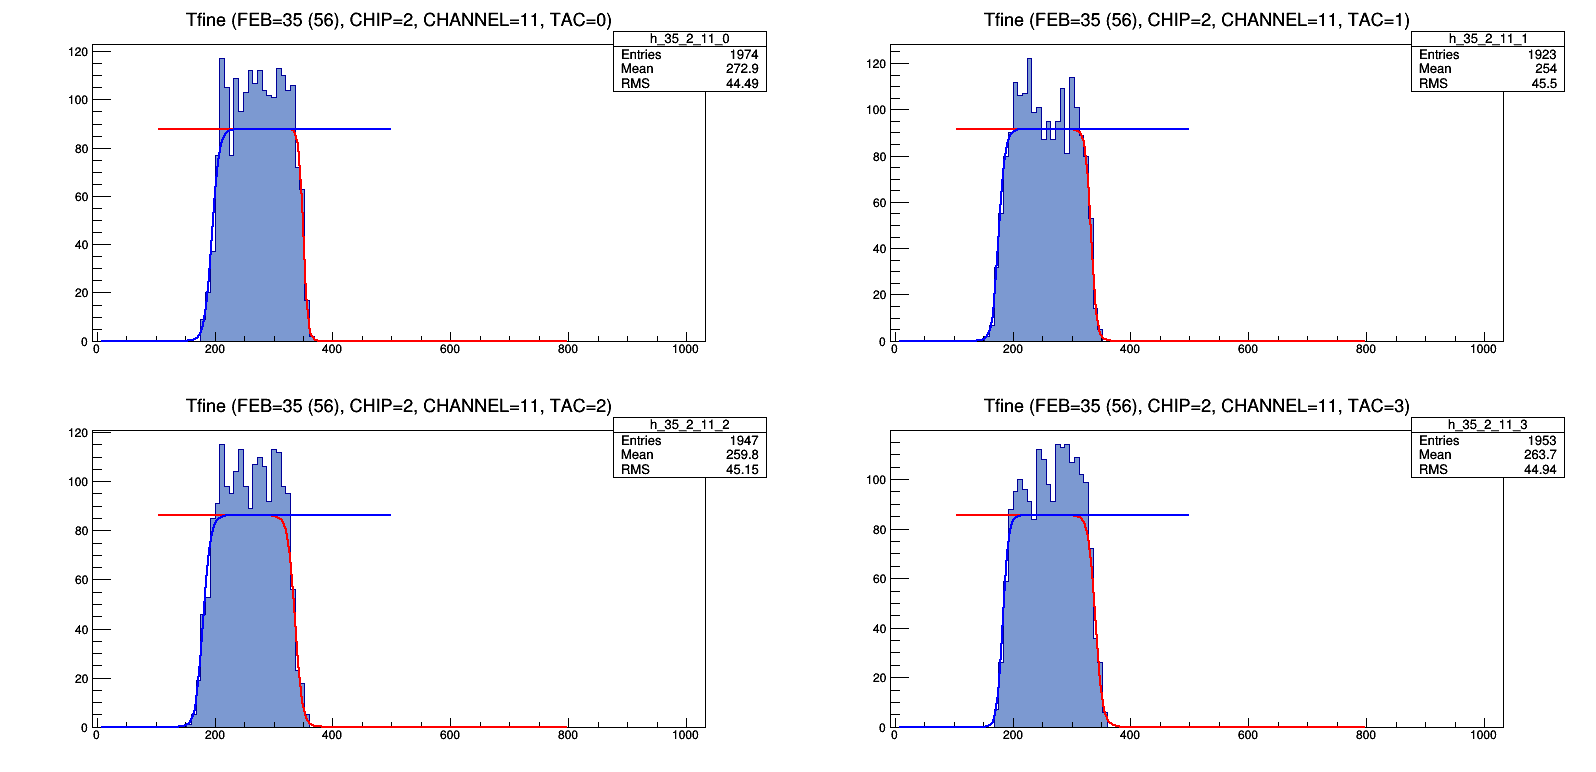 Tfine (FEB=35 (56), CHIP=2, CHANNEL=11, TAC=0)
h_35_2_11_0
Entries 1974
Mean 272.9
RMS 44.49
120
100
80
60
40
20
0
0 200 400 600 800 1000
Tfine (FEB=35 (56), CHIP=2, CHANNEL=11, TAC=1)
h_35_2_11_1
Entries 1923
Mean 254
RMS 45.5
120
100
80
60
40
20
0
0 200 400 600 800 1000
Tfine (FEB=35 (56), CHIP=2, CHANNEL=11, TAC=2)
h_35_2_11_2
Entries 1947
Mean 259.8
RMS 45.15
120
100
80
60
40
20
0
0 200 400 600 800 1000
Tfine (FEB=35 (56), CHIP=2, CHANNEL=11, TAC=3)
h_35_2_11_3
Entries 1953
Mean 263.7
RMS 44.94
100
80
60
40
20
0
0 200 400 600 800 1000